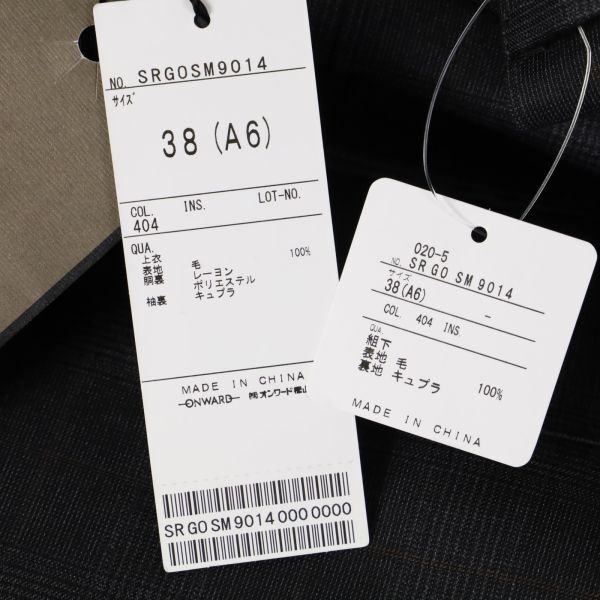 NO. SRGOSM9014
サイズ
38 (A6)
COL. INS. LOT-NO.
404
QUA.
上衣
表地 毛 100%
胴裏 レーヨン
ポリエステル
袖裏 キュプラ
MADE IN CHINA
ONWARD ㈱オンワード樫山
SRGOSM90140000000
020-5
NO. SRGOSM9014
サイズ
38(A6) -
COL. 404 INS.
QUA.
組下
表地 毛 100%
裏地 キュプラ
MADE IN CHINA